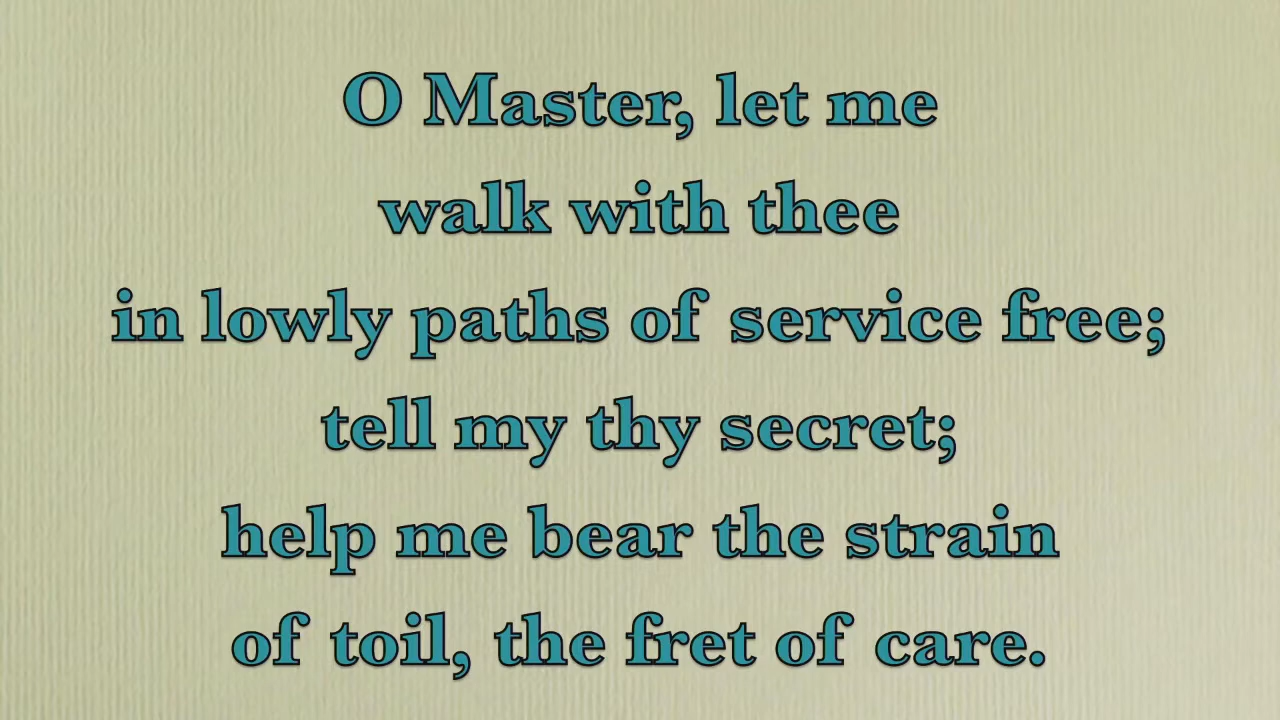 O Master, let me
walk with thee
in lowly paths of service free;
tell my thy secret;
help me bear the strain
of toil, the fret of care.